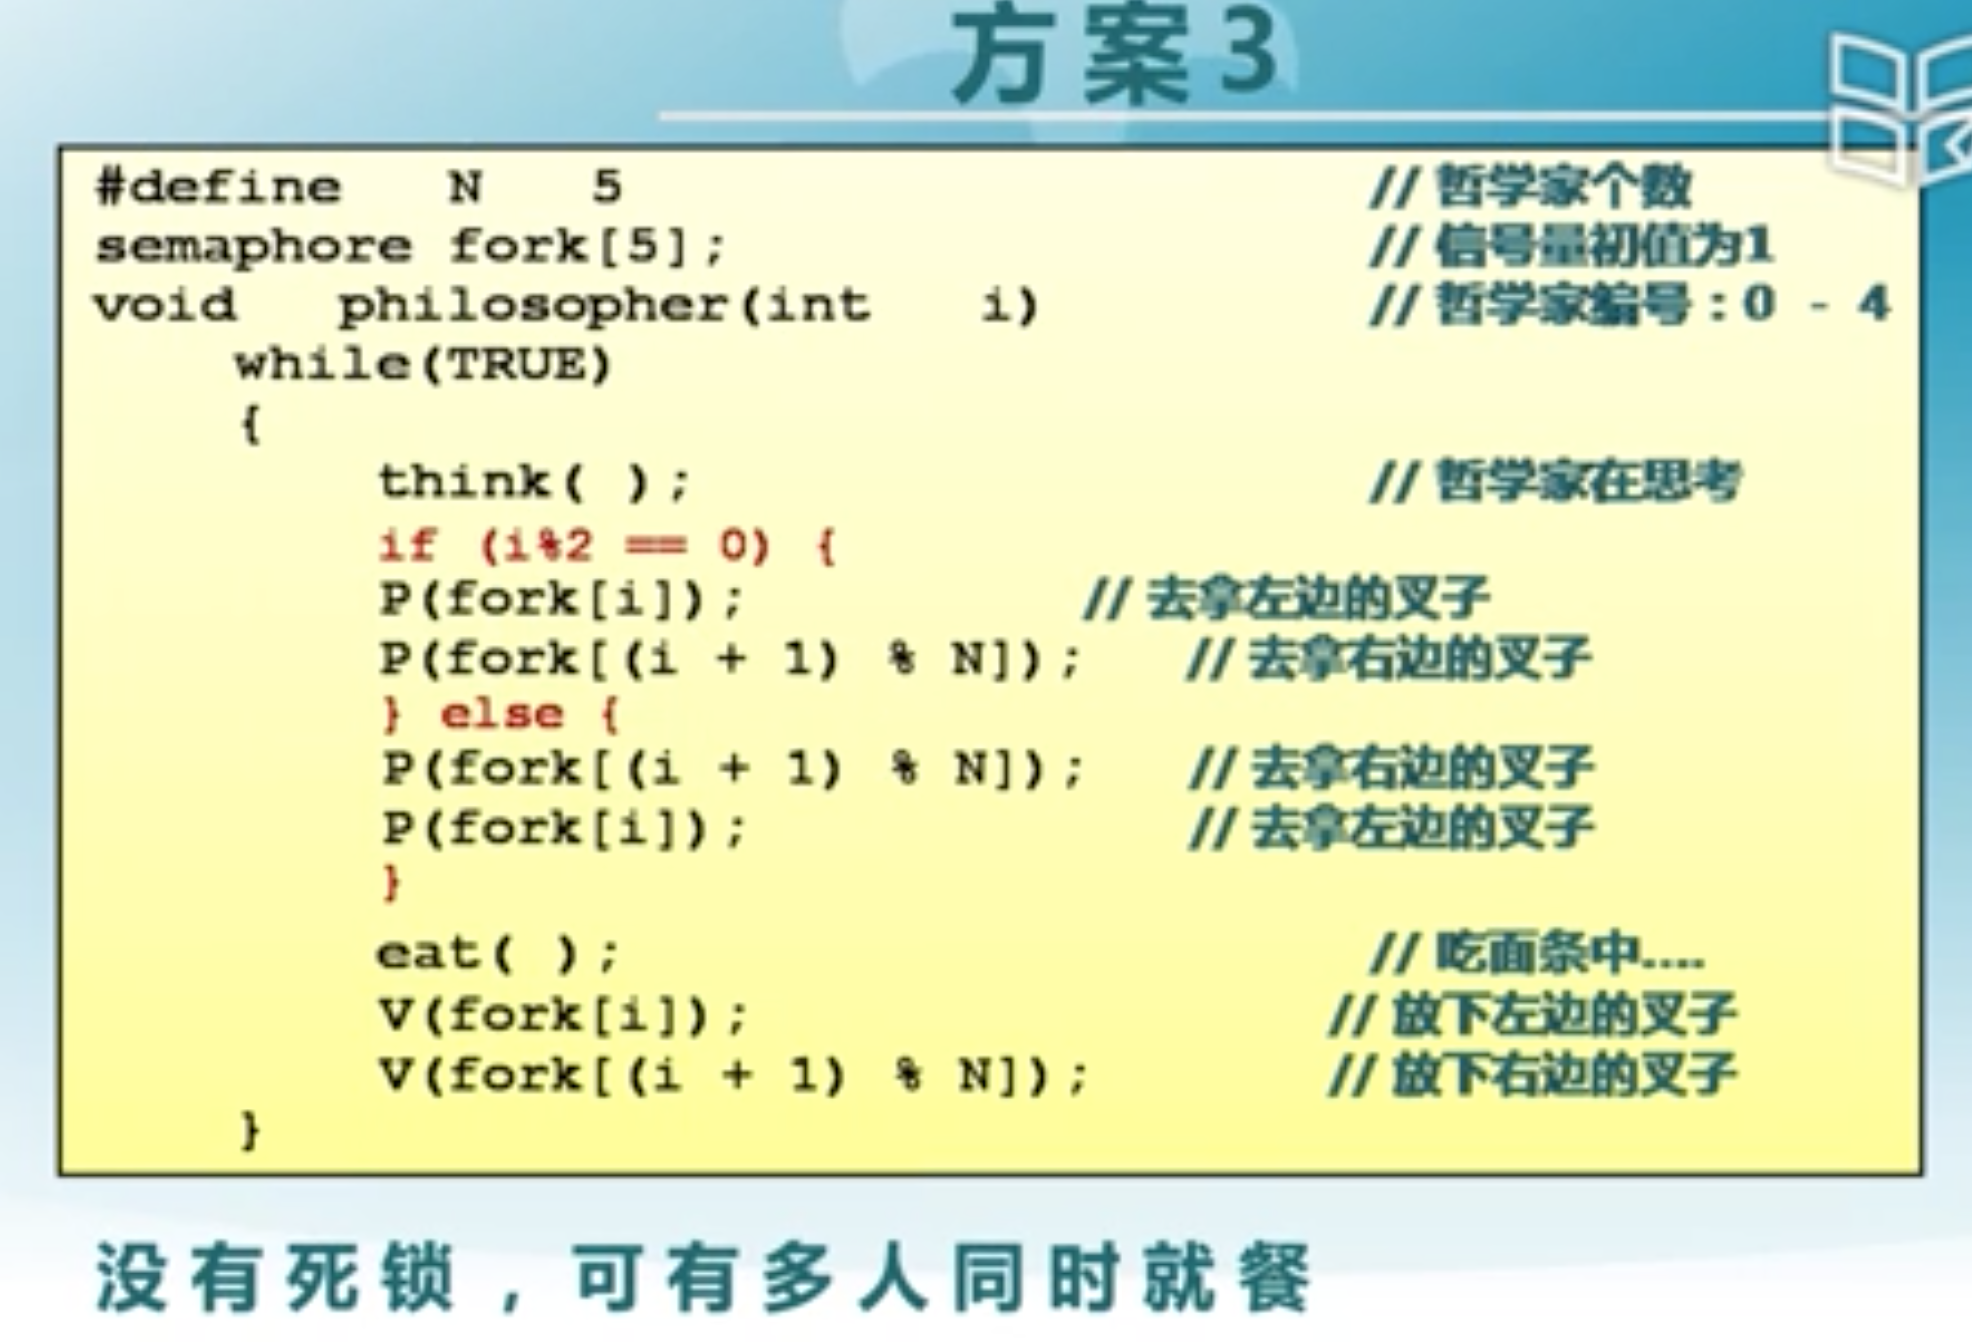 方案3
#define N 5 // 哲学家个数
semaphore fork[5]; // 信号量初值为1
void philosopher(int i) // 哲学家编号：0 - 4
while(TRUE)
{
think( ); // 哲学家在思考
if (i%2 == 0) {
P(fork[i]); // 去拿左边的叉子
P(fork[(i + 1) % N]); // 去拿右边的叉子
} else {
P(fork[(i + 1) % N]); // 去拿右边的叉子
P(fork[i]); // 去拿左边的叉子
}
eat( ); // 吃面条中....
V(fork[i]); // 放下左边的叉子
V(fork[(i + 1) % N]); // 放下右边的叉子
}
没有死锁，可有多人同时就餐